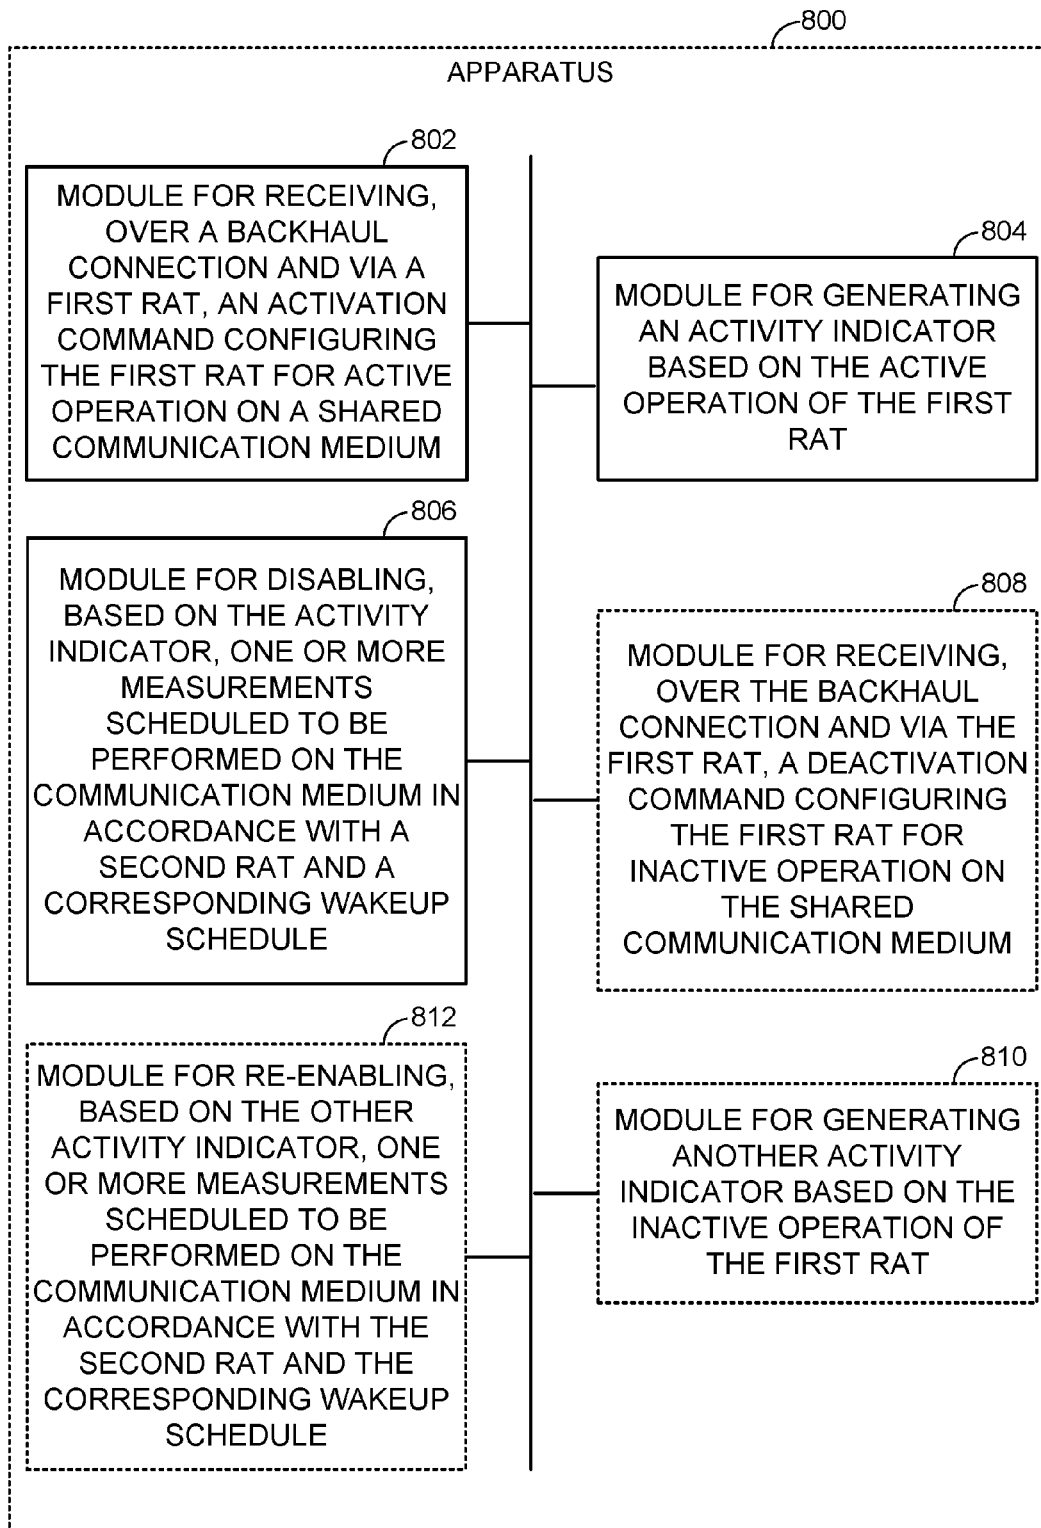 800
APPARATUS
802
MODULE FOR RECEIVING,
OVER A BACKHAUL
CONNECTION AND VIA A
FIRST RAT, AN ACTIVATION
COMMAND CONFIGURING
THE FIRST RAT FOR ACTIVE
OPERATION ON A SHARED
COMMUNICATION MEDIUM
804
MODULE FOR GENERATING
AN ACTIVITY INDICATOR
BASED ON THE ACTIVE
OPERATION OF THE FIRST
RAT
806
MODULE FOR DISABLING,
BASED ON THE ACTIVITY
INDICATOR, ONE OR MORE
MEASUREMENTS
SCHEDULED TO BE
PERFORMED ON THE
COMMUNICATION MEDIUM IN
ACCORDANCE WITH A
SECOND RAT AND A
CORRESPONDING WAKEUP
SCHEDULE
808
MODULE FOR RECEIVING,
OVER THE BACKHAUL
CONNECTION AND VIA THE
FIRST RAT, A DEACTIVATION
COMMAND CONFIGURING
THE FIRST RAT FOR
INACTIVE OPERATION ON
THE SHARED
COMMUNICATION MEDIUM
810
MODULE FOR GENERATING
ANOTHER ACTIVITY
INDICATOR BASED ON THE
INACTIVE OPERATION OF
THE FIRST RAT
812
MODULE FOR RE-ENABLING,
BASED ON THE OTHER
ACTIVITY INDICATOR, ONE
OR MORE MEASUREMENTS
SCHEDULED TO BE
PERFORMED ON THE
COMMUNICATION MEDIUM IN
ACCORDANCE WITH THE
SECOND RAT AND THE
CORRESPONDING WAKEUP
SCHEDULE